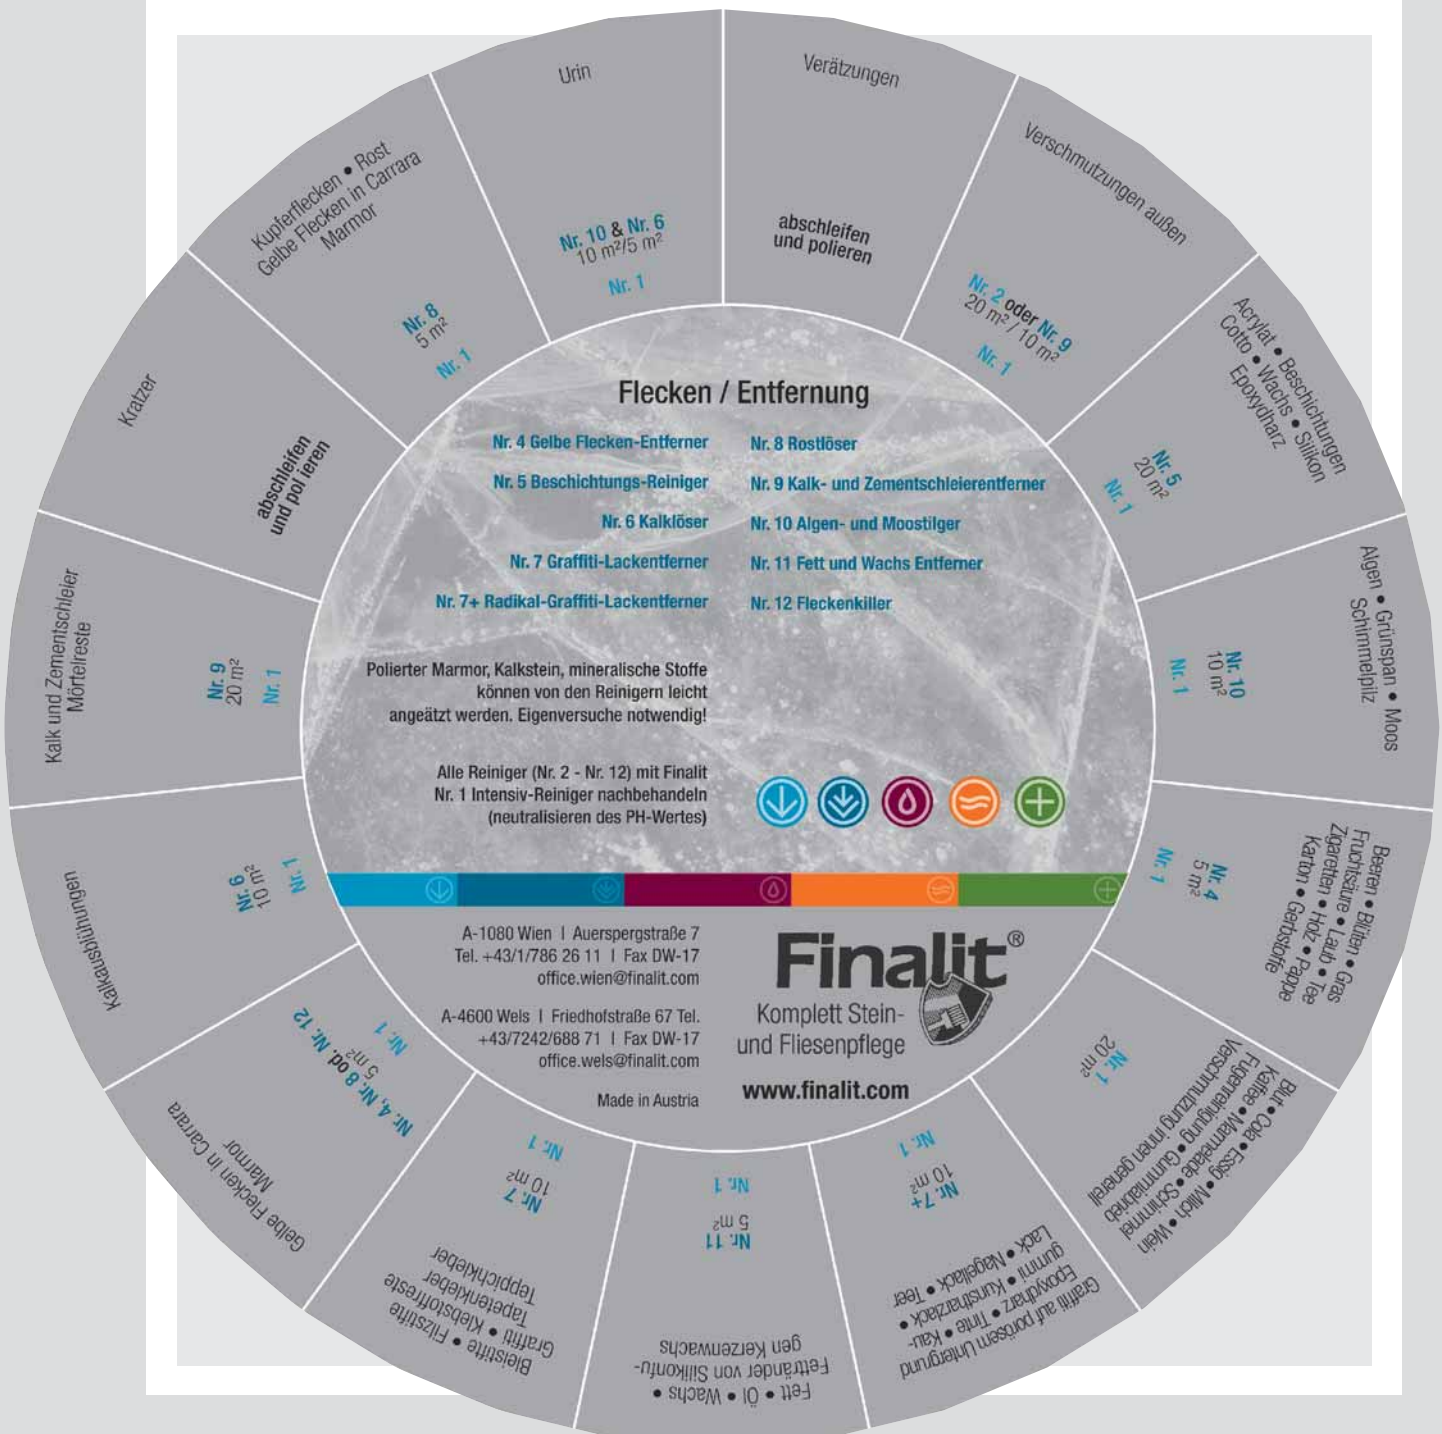 Urin
Nr. 10 & Nr. 6
10 m²/5 m²
Nr. 1
Verätzungen
abschleifen
und polieren
Verschmutzungen außen
Nr. 2 oder Nr. 9
20 m² / 10 m²
Nr. 1
Acrylat • Beschichtungen
Cotto • Wachs • Silikon
Epoxydharz
Nr. 5
20 m²
Nr. 1
Algen • Grünspan • Moos
Schimmelpilz
Nr. 10
10 m²
Nr. 1
Beeren • Blüten • Gras
Fruchtsäure • Laub • Tee
Zigaretten • Holz • Pappe
Karton • Gerbstoffe
Nr. 4
5 m²
Nr. 1
Blut • Cola • Essig • Milch • Wein
Kaffee • Marmelade • Schimmel
Fugenreinigung • Gummiabrieb
Verschmutzung innen generell
Nr. 1
20 m²
Graffiti auf porösem Untergrund
Epoxydharz • Tinte • Kau-
gummi • Kunstharzlack •
Lack • Nagellack • Teer
Nr. 7+
10 m²
Nr. 1
Fett • Öl • Wachs •
Fettränder von Silikonfu-
gen Kerzenwachs
Nr. 11
5 m²
Nr. 1
Bleistifte • Filzstifte
Graffiti • Klebstoffreste
Tapetenkleber
Teppichkleber
Nr. 7
10 m²
Nr. 1
Gelbe Flecken in Carrara
Marmor
Nr. 4, Nr. 8 od. Nr. 12
5 m²
Nr. 1
Kalkausblühungen
Nr. 6
10 m²
Nr. 1
Kalk und Zementschleier
Mörtelreste
Nr. 9
20 m²
Nr. 1
Kratzer
abschleifen
und pol ieren
Kupferflecken • Rost
Gelbe Flecken in Carrara
Marmor
Nr. 8
5 m²
Nr. 1
Flecken / Entfernung
Nr. 4 Gelbe Flecken-Entferner
Nr. 5 Beschichtungs-Reiniger
Nr. 6 Kalklöser
Nr. 7 Graffiti-Lackentferner
Nr. 7+ Radikal-Graffiti-Lackentferner
Nr. 8 Rostlöser
Nr. 9 Kalk- und Zementschleierentferner
Nr. 10 Algen- und Moostilger
Nr. 11 Fett und Wachs Entferner
Nr. 12 Fleckenkiller
Polierter Marmor, Kalkstein, mineralische Stoffe
können von den Reinigern leicht
angeätzt werden. Eigenversuche notwendig!
Alle Reiniger (Nr. 2 - Nr. 12) mit Finalit
Nr. 1 Intensiv-Reiniger nachbehandeln
(neutralisieren des PH-Wertes)
A-1080 Wien I Auerspergstraße 7
Tel. +43/1/786 26 11 I Fax DW-17
office.wien@finalit.com
A-4600 Wels I Friedhofstraße 67 Tel.
+43/7242/688 71 I Fax DW-17
office.wels@finalit.com
Made in Austria
Finalit®
Komplett Stein-
und Fliesenpflege
www.finalit.com